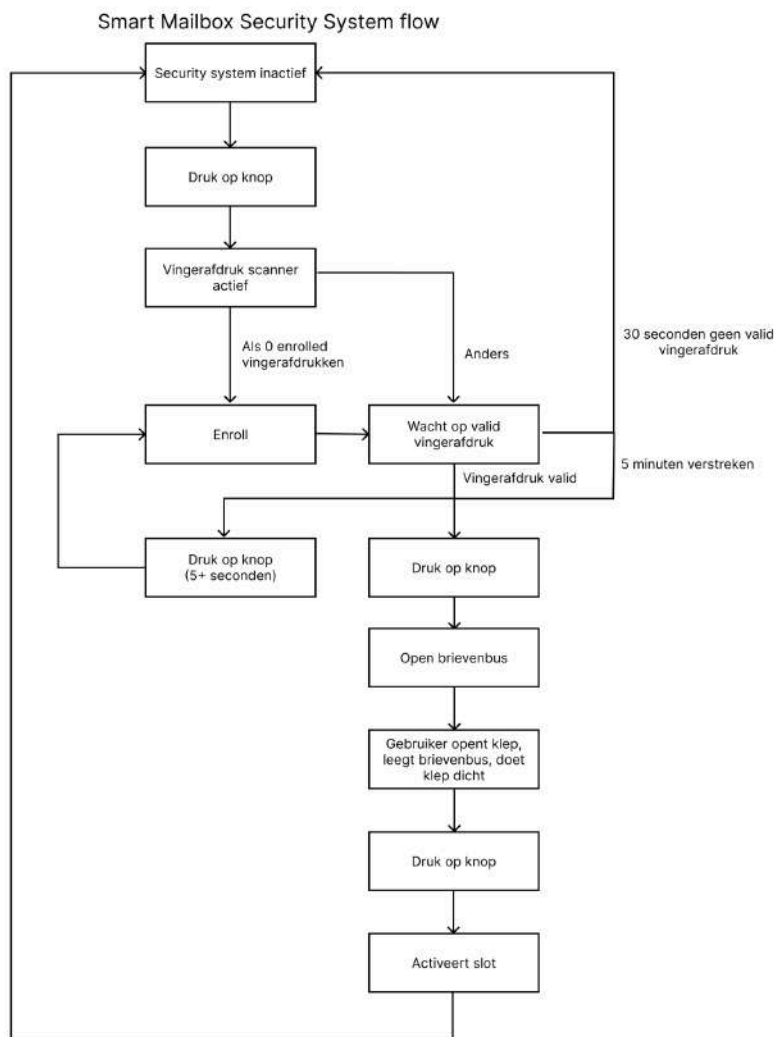 Smart Mailbox Security System flow
Security system inactief
Druk op knop
Vingerafdruk scanner
actief
Als 0 enrolled
vingerafdrukken
Anders
30 seconden geen valid
vingerafdruk
Enroll
Wacht op valid
vingerafdruk
5 minuten verstreken
Vingerafdruk valid
Druk op knop
(5+ seconden)
Druk op knop
Open brievenbus
Gebruiker opent klep,
leegt brievenbus, doet
klep dicht
Druk op knop
Activeert slot